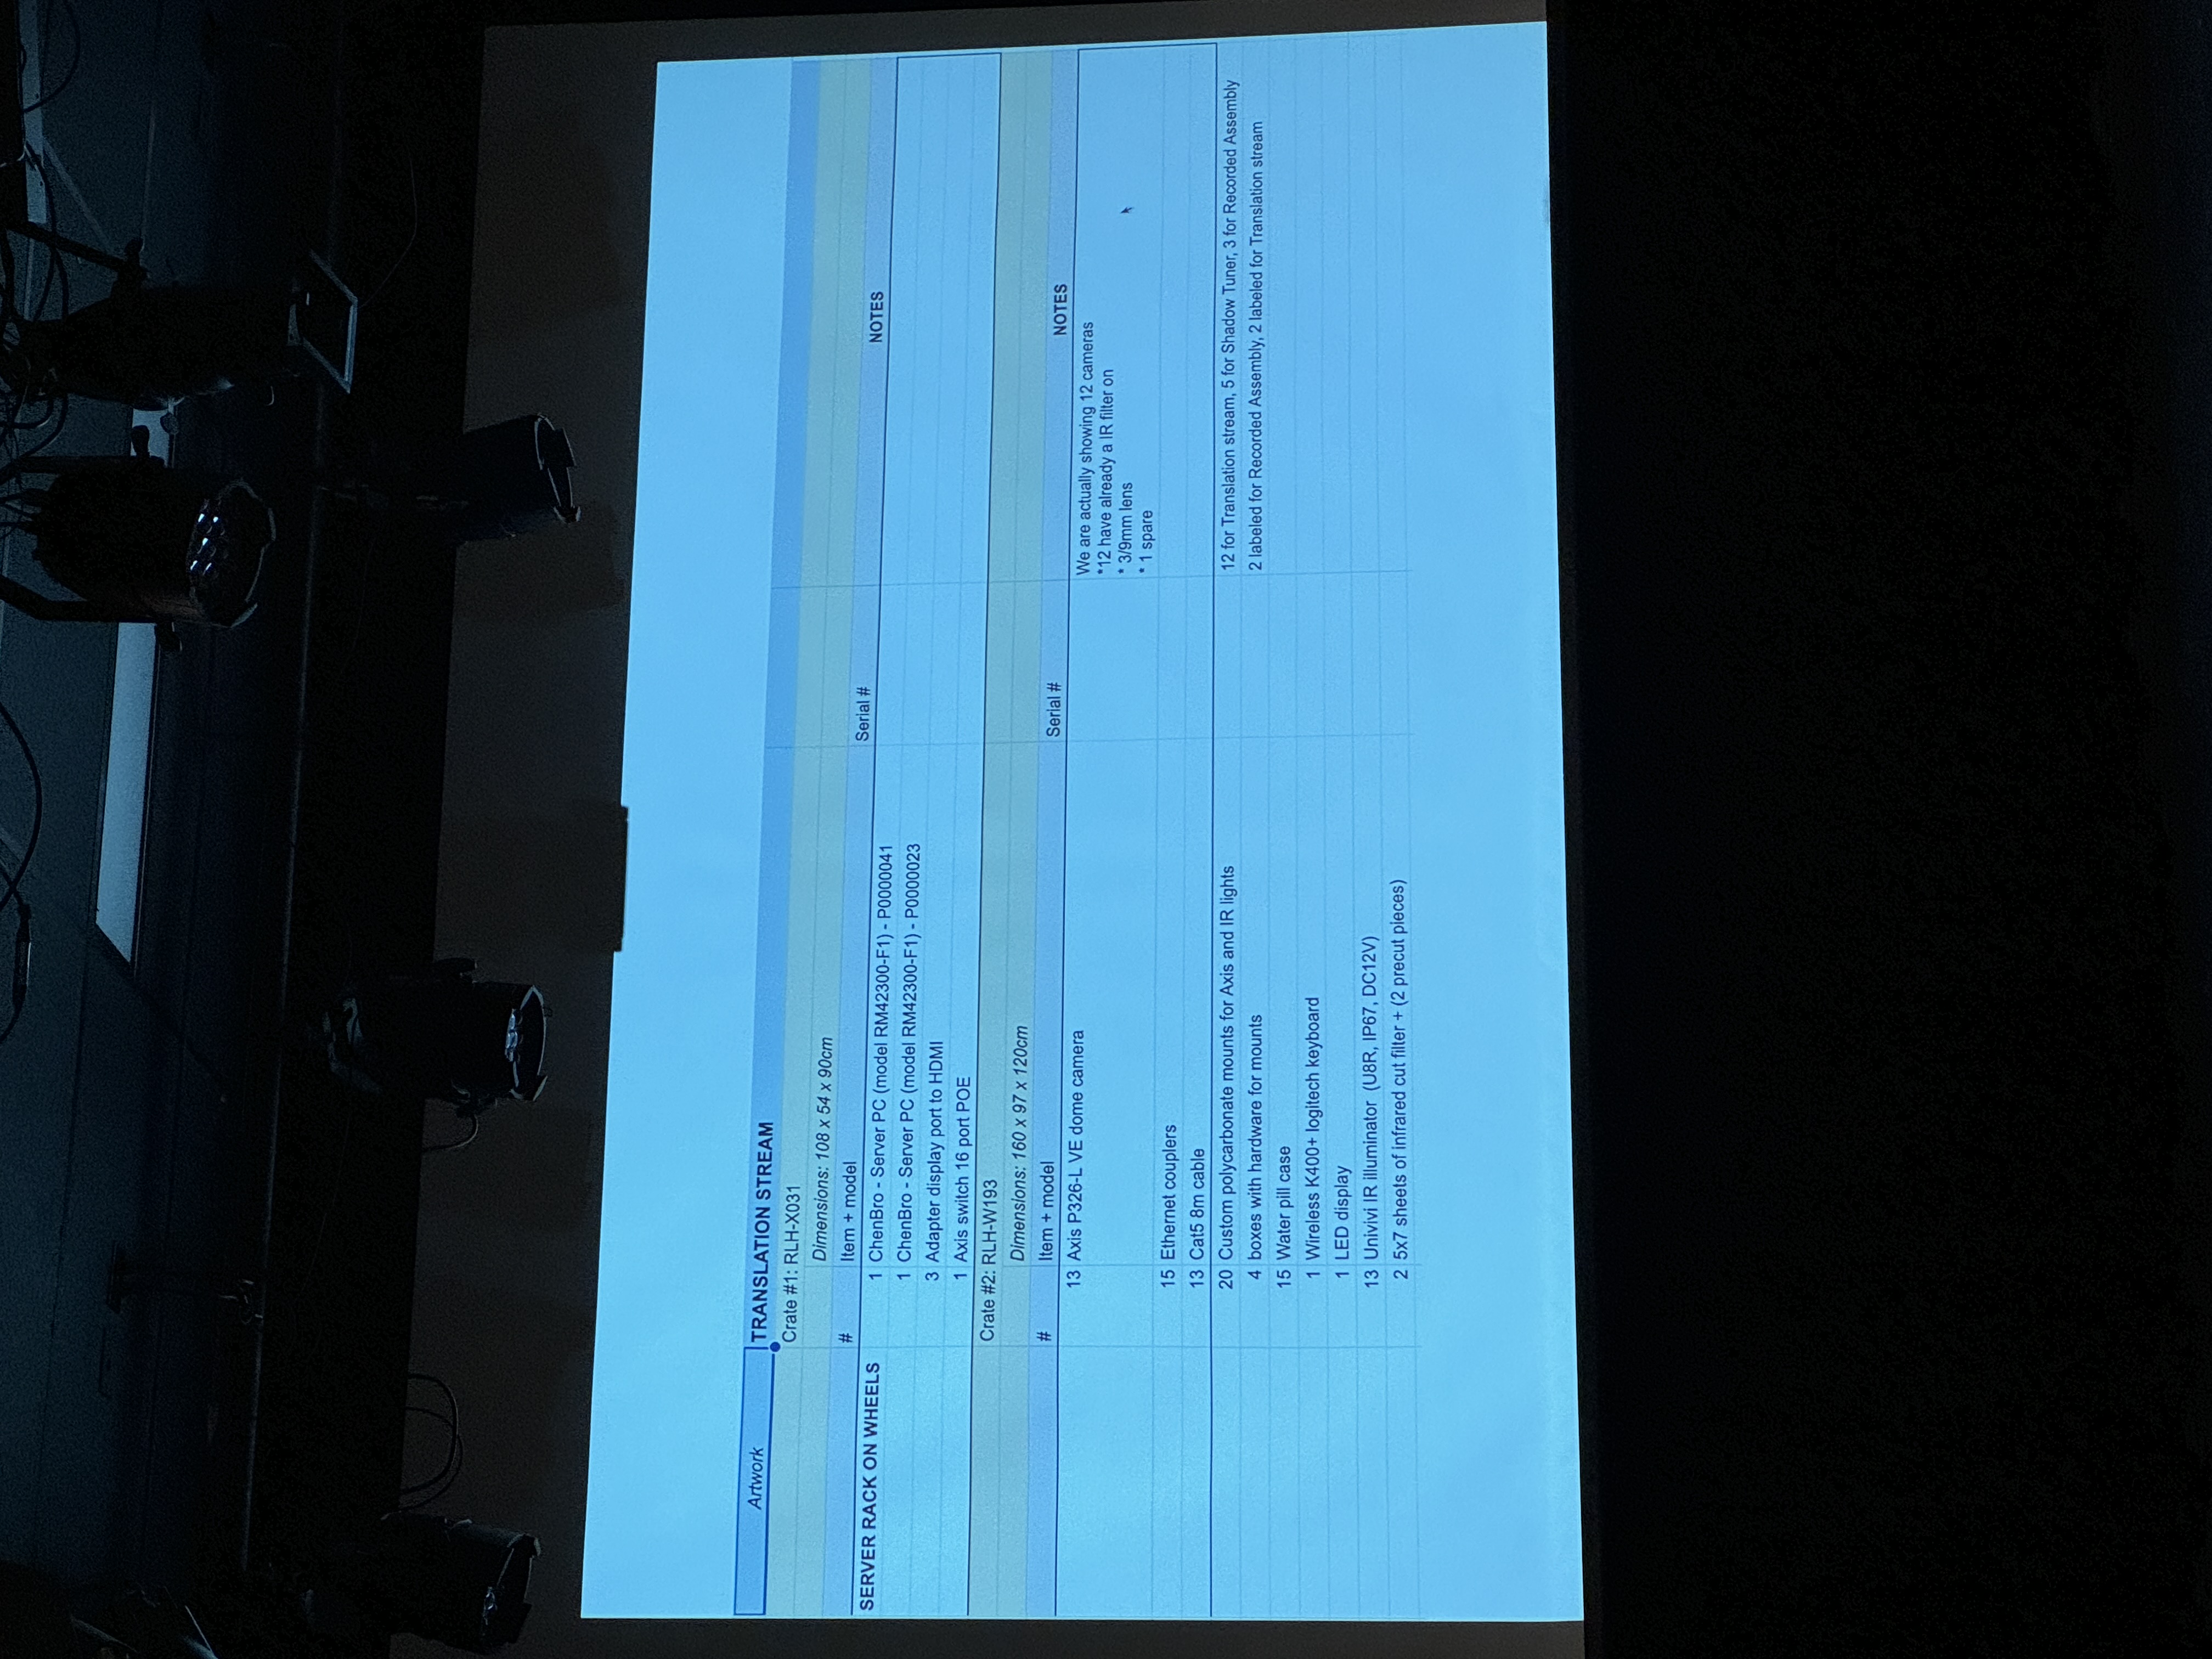 Artwork TRANSLATION STREAM
Crate #1: RLH-X031
Dimensions: 108 x 54 x 90cm
# Item + model Serial # NOTES
SERVER RACK ON WHEELS 1 ChenBro - Server PC (model RM42300-F1) - P0000041
1 ChenBro - Server PC (model RM42300-F1) - P0000023
3 Adapter display port to HDMI
1 Axis switch 16 port POE
Crate #2: RLH-W193
Dimensions: 160 x 97 x 120cm
# Item + model Serial # NOTES
13 Axis P326-L VE dome camera We are actually showing 12 cameras
*12 have already a IR filter on
* 3/9mm lens
* 1 spare
15 Ethernet couplers
13 Cat5 8m cable
20 Custom polycarbonate mounts for Axis and IR lights 12 for Translation stream, 5 for Shadow Tuner, 3 for Recorded Assembly
4 boxes with hardware for mounts 2 labeled for Recorded Assembly, 2 labeled for Translation stream
15 Water pill case
1 Wireless K400+ logitech keyboard
1 LED display
13 Univivi IR illuminator (U8R, IP67, DC12V)
2 5x7 sheets of infrared cut filter + (2 precut pieces)